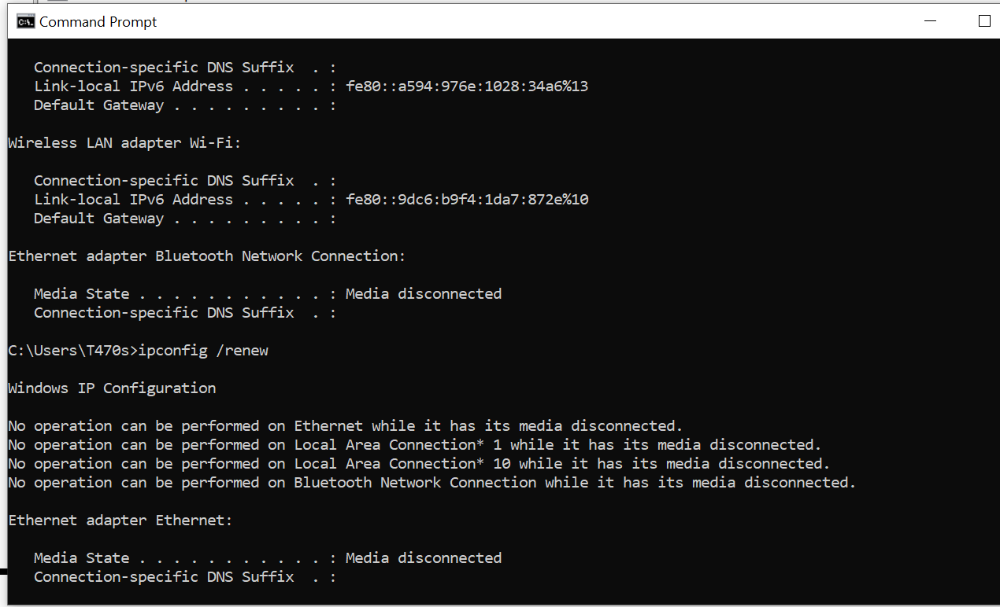 Command Prompt
Connection-specific DNS Suffix  . :
Link-local IPv6 Address . . . . . : fe80::a594:976e:1028:34a6%13
Default Gateway . . . . . . . . . :
Wireless LAN adapter Wi-Fi:
Connection-specific DNS Suffix  . :
Link-local IPv6 Address . . . . . : fe80::9dc6:b9f4:1da7:872e%10
Default Gateway . . . . . . . . . :
Ethernet adapter Bluetooth Network Connection:
Media State . . . . . . . . . . . : Media disconnected
Connection-specific DNS Suffix  . :
C:\Users\T470s>ipconfig /renew
Windows IP Configuration
No operation can be performed on Ethernet while it has its media disconnected.
No operation can be performed on Local Area Connection* 1 while it has its media disconnected.
No operation can be performed on Local Area Connection* 10 while it has its media disconnected.
No operation can be performed on Bluetooth Network Connection while it has its media disconnected.
Ethernet adapter Ethernet:
Media State . . . . . . . . . . . : Media disconnected
Connection-specific DNS Suffix  . :